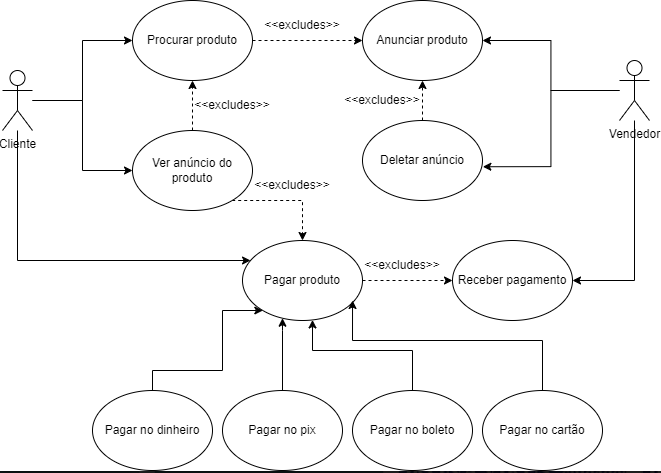 <<excludes>>
Procurar produto
Anunciar produto
<<excludes>>
<<excludes>>
Cliente
Vendedor
Ver anúncio do
produto
Deletar anúncio
<<excludes>>
<<excludes>>
Pagar produto
Receber pagamento
Pagar no dinheiro
Pagar no pix
Pagar no boleto
Pagar no cartão